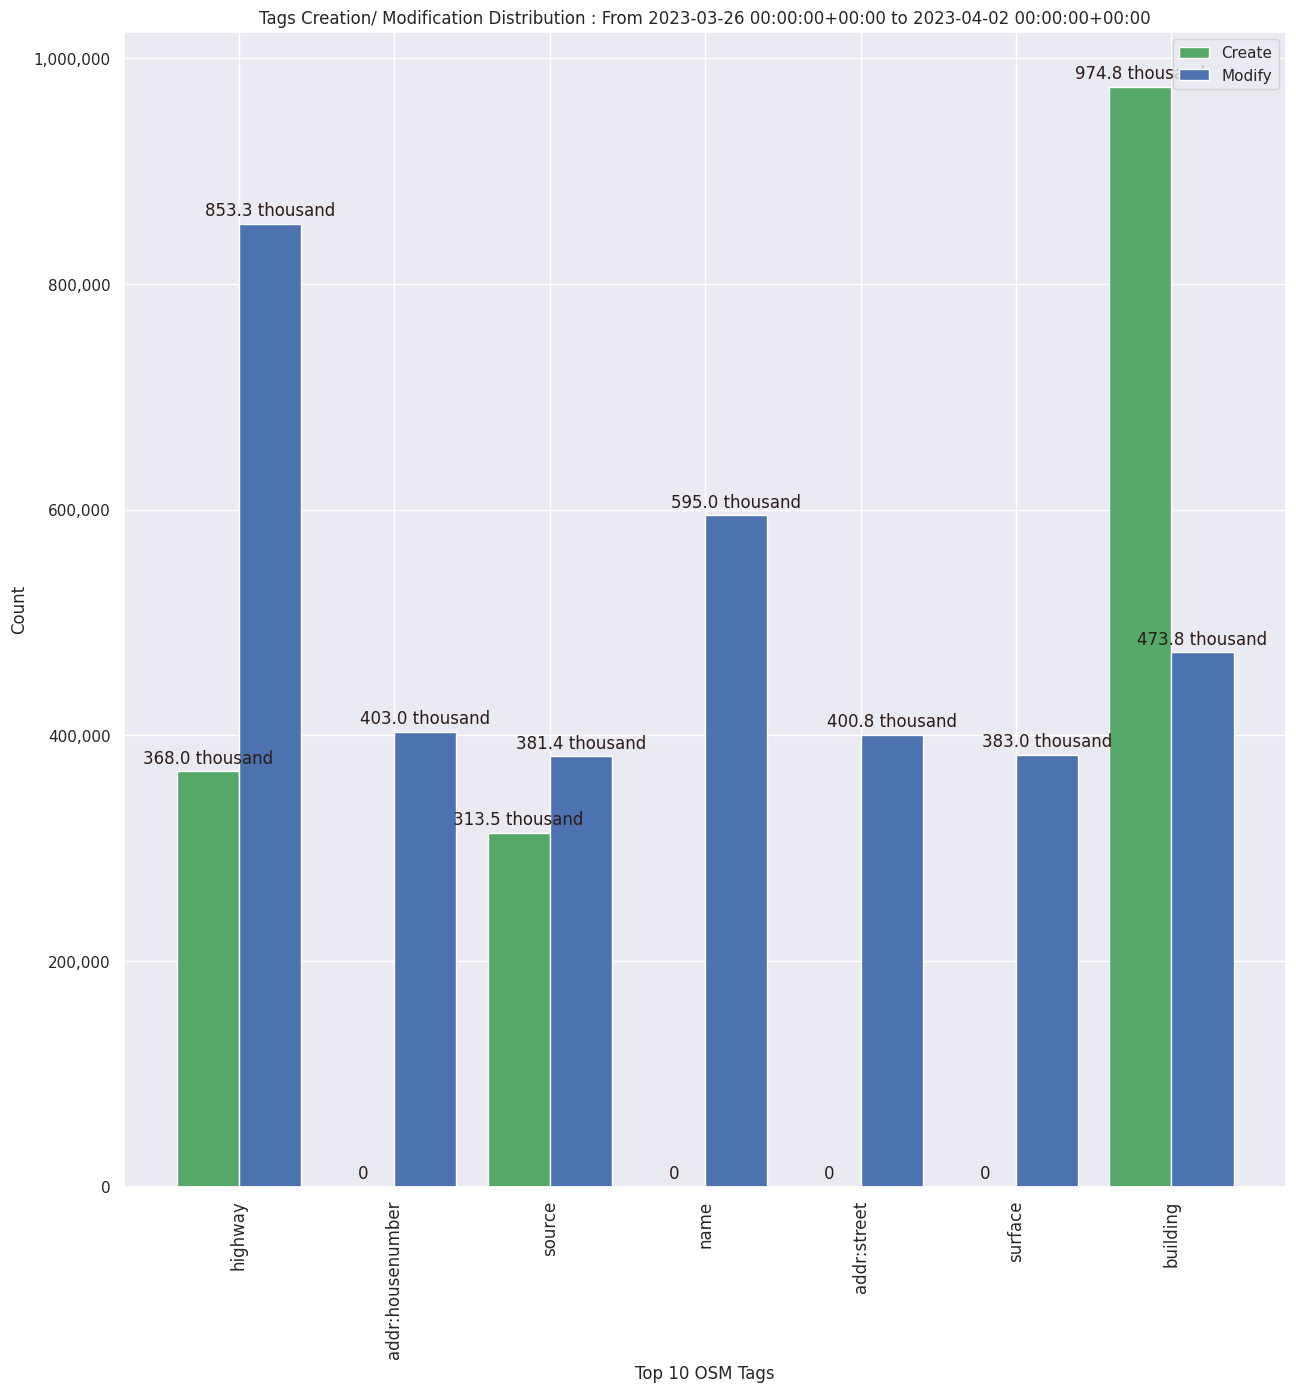 Tags Creation/ Modification Distribution : From 2023-03-26 00:00:00+00:00 to 2023-04-02 00:00:00+00:00
Create
Modify
1,000,000
800,000
600,000
400,000
200,000
0
Count
974.8
853.3 thousand
595.0 thousand
473.8 thousand
403.0 thousand
400.8 thousand
381.4 thousand
383.0 thousand
368.0 thousand
313.5 thousand
0
0
0
0
highway
addr:housenumber
source
name
addr:street
surface
building
Top 10 OSM Tags